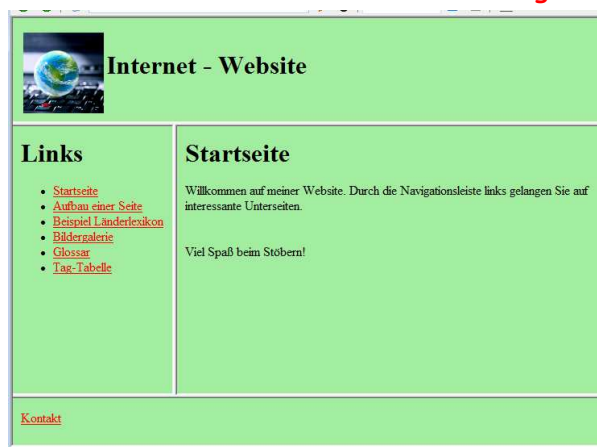 Internet - Website
Links
Startseite
Aufbau einer Seite
Beispiel Länderlexikon
Bildergalerie
Glossar
Tag-Tabelle
Startseite
Willkommen auf meiner Website. Durch die Navigationsleiste links gelangen Sie auf
interessante Unterseiten.
Viel Spaß beim Stöbern!
Kontakt